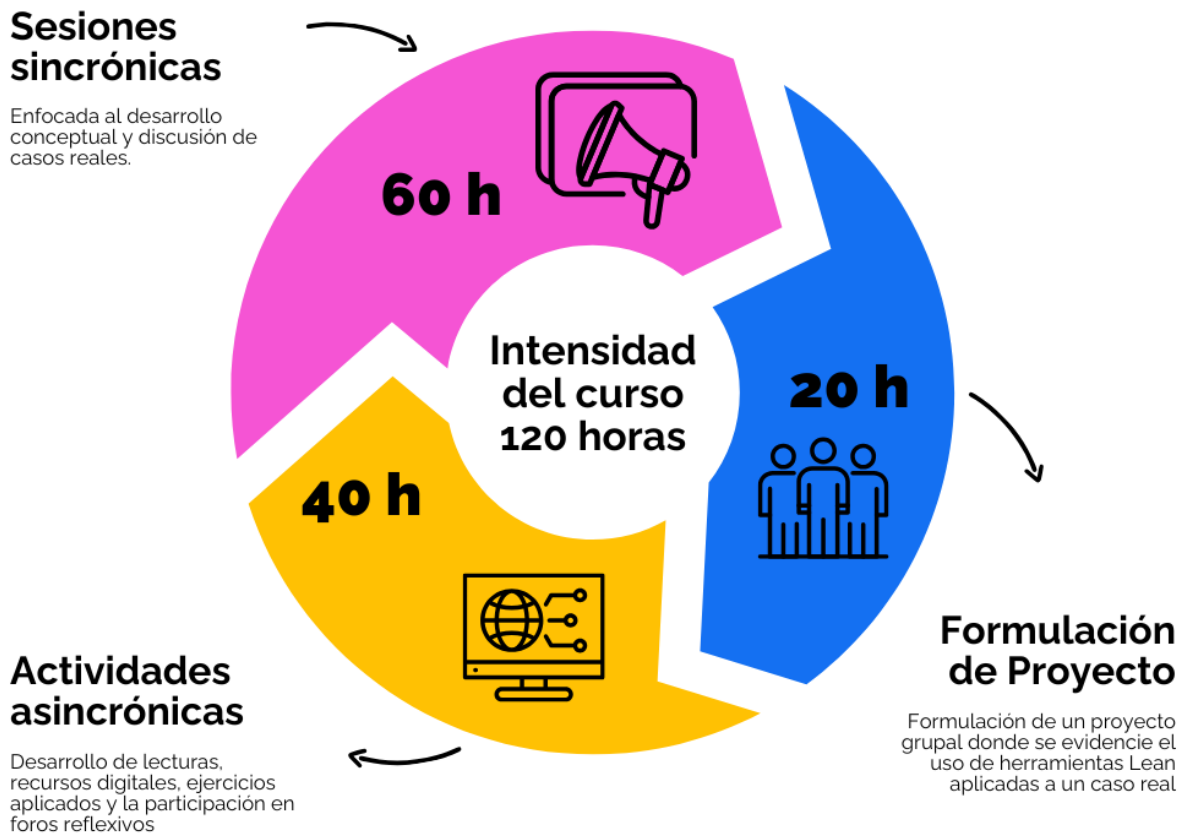 Sesiones
sincrónicas
Enfocada al desarrollo
conceptual y discusión de
casos reales.
60 h
Intensidad
del curso
120 horas
20 h
40 h
Formulación
de Proyecto
Formulación de un proyecto
grupal donde se evidencie el
uso de herramientas Lean
aplicadas a un caso real
Actividades
asincrónicas
Desarrollo de lecturas,
recursos digitales, ejercicios
aplicados y la participación en
foros reflexivos